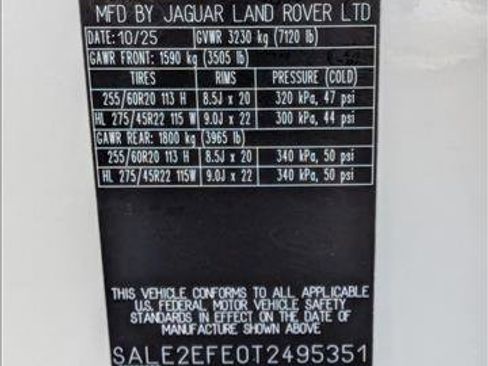 MFD BY JAGUAR LAND ROVER LTD
DATE: 10/25 GVWR 3230 kg (7120 lb)
GAWR FRONT: 1590 kg (3505 lb)
TIRES RIMS PRESSURE (COLD)
255/60R20 113 H 8.5J x 20 320 kPa, 47 psi
HL 275/45R22 115 W 9.0J x 22 300 kPa, 44 psi
GAWR REAR: 1800 kg (3965 lb)
255/60R20 113 H 8.5J x 20 340 kPa, 50 psi
HL 275/45R22 115W 9.0J x 22 340 kPa, 50 psi
THIS VEHICLE CONFORMS TO ALL APPLICABLE
U.S. FEDERAL MOTOR VEHICLE SAFETY
STANDARDS IN EFFECT ON THE DATE OF
MANUFACTURE SHOWN ABOVE
SALE2EFE0T2495351